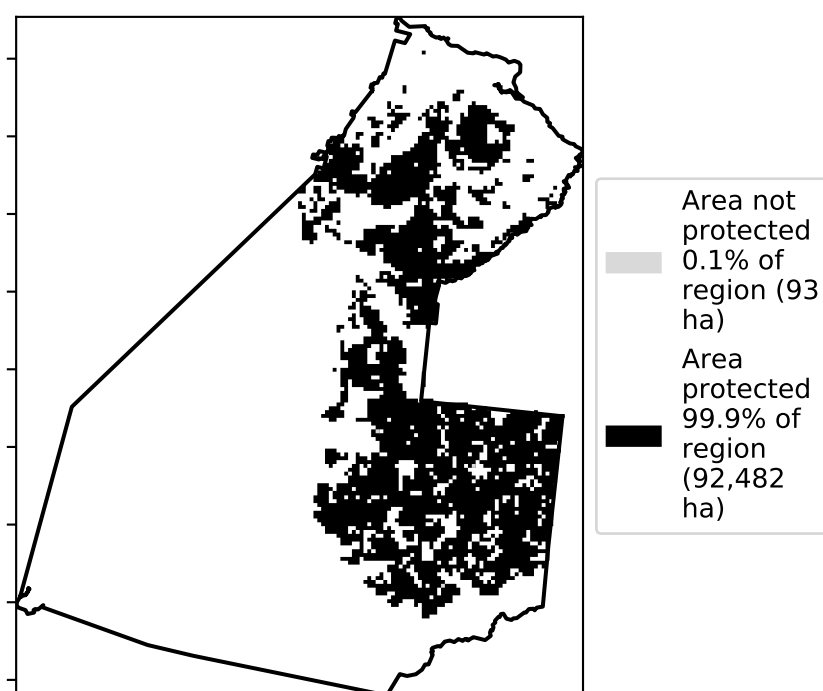 Area not
protected
0.1% of
region (93
ha)
Area
protected
99.9% of
region
(92,482
ha)